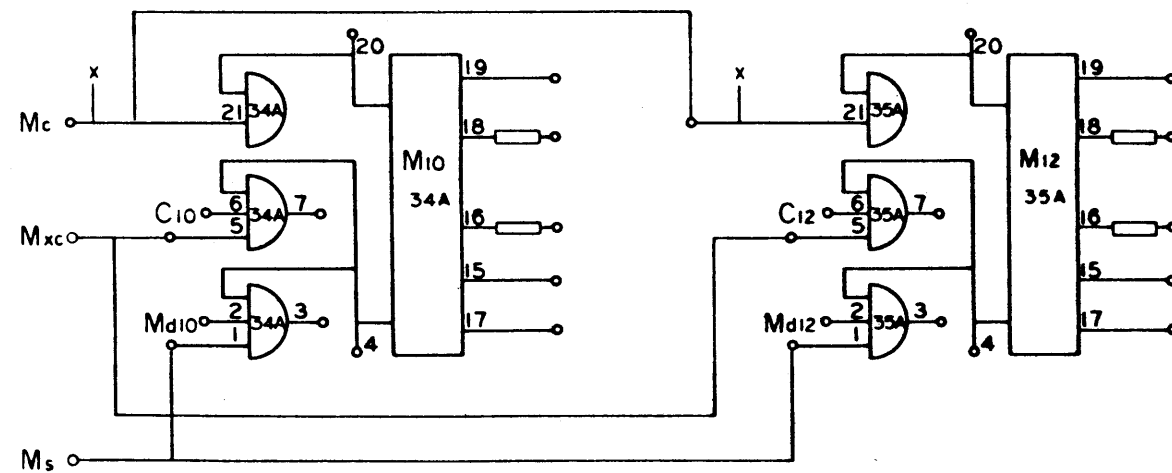 20 20
19 19
x x
Mc 21 34A 21 35A
18 18
M10 M12
34A 35A
C10 6 34A 7 C12 6 35A 7
16 16
Mxc 5 5
15 15
Md10 2 34A 3 Md12 2 35A 3
17 17
1 1
4 4
Ms